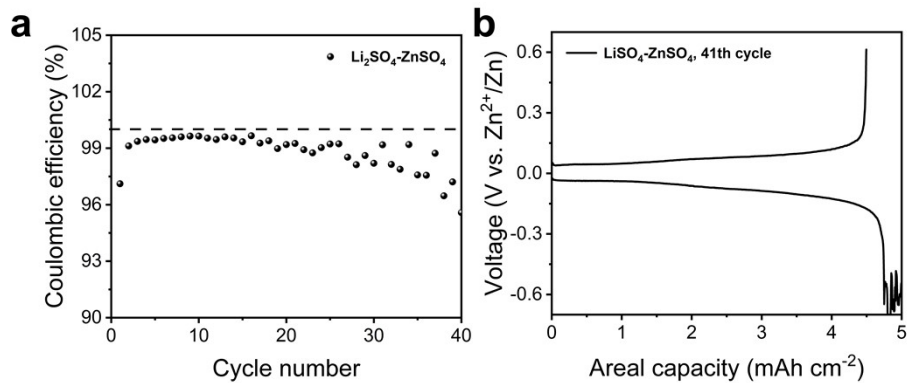 a
Coulombic efficiency (%)
105
102
99
96
93
90
Li₂SO₄-ZnSO₄
0
10
20
30
40
Cycle number
b
Voltage (V vs. Zn²⁺/Zn)
0.6
0.3
0.0
-0.3
-0.6
LiSO₄-ZnSO₄, 41th cycle
0
1
2
3
4
5
Areal capacity (mAh cm⁻²)